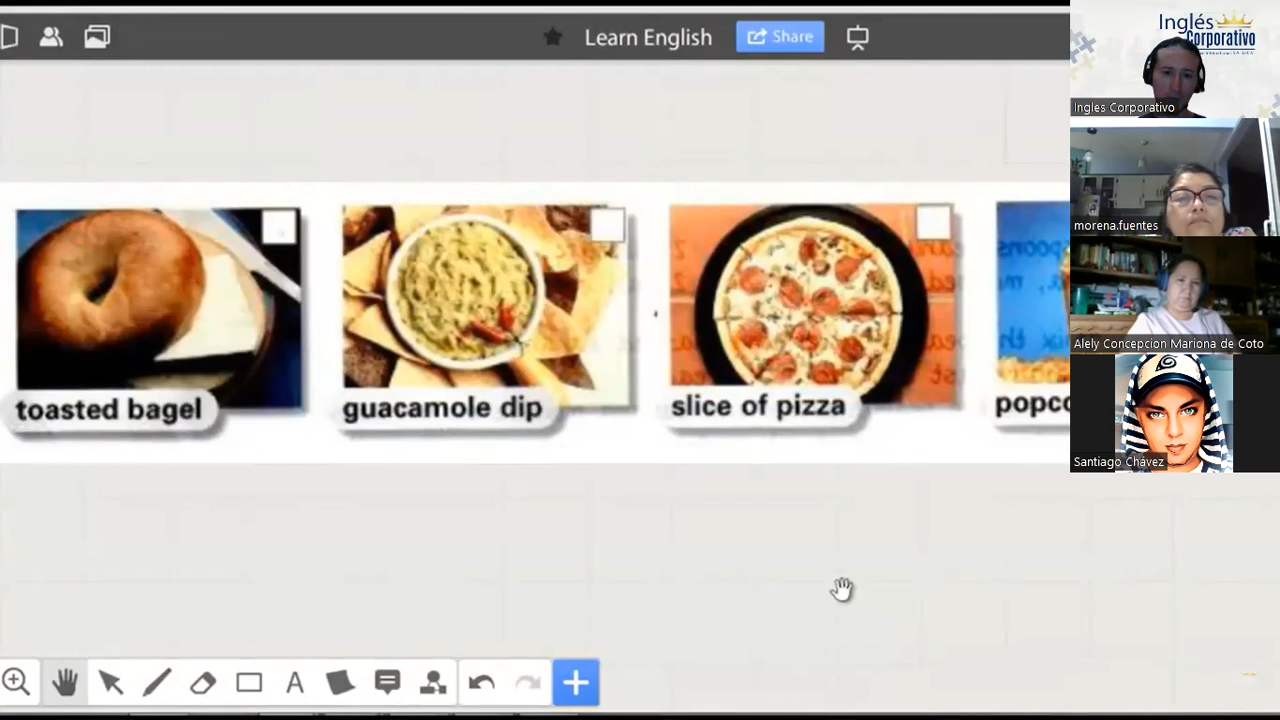 Learn English
Share
Inglés
Corporativo
Ingles Corporativo
morena.fuentes
Alely Concepcion Mariona de Coto
Santiago Chávez
toasted bagel
guacamole dip
slice of pizza
popco
A